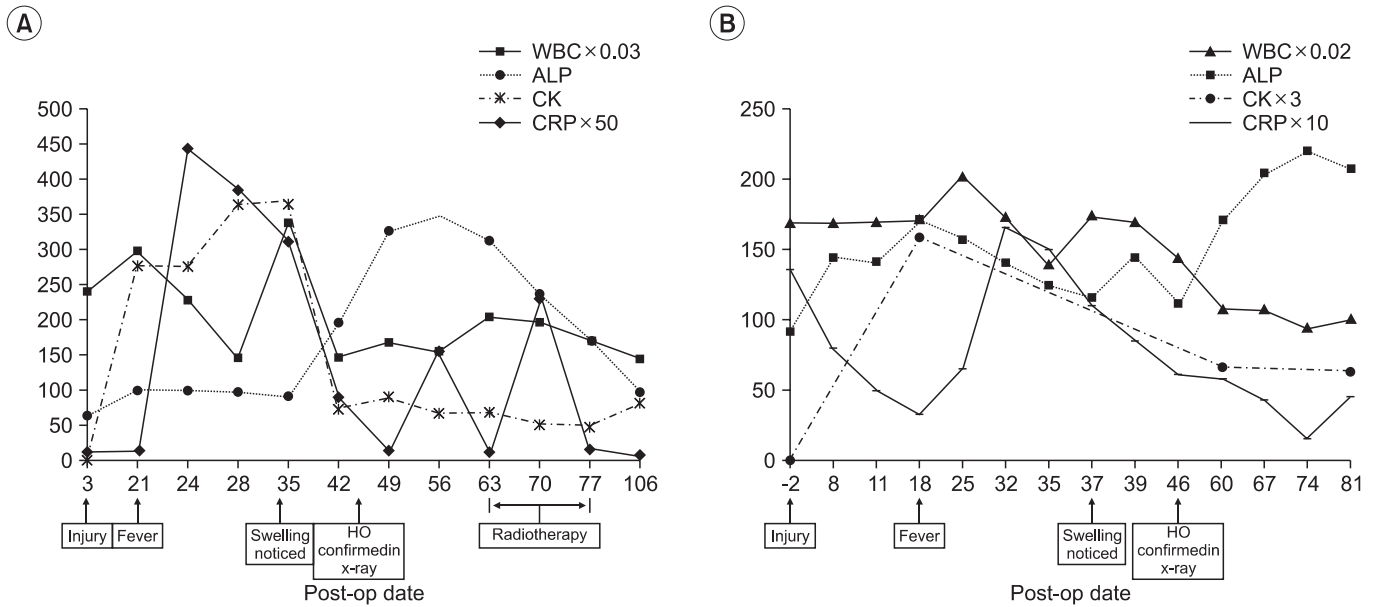 A
WBC×0.03
ALP
CK
CRP×50
500
450
400
350
300
250
200
150
100
50
0
3 21 24 28 35 42 49 56 63 70 77 106
Injury
Fever
Swelling
noticed
HO
confirmedin
x-ray
Radiotherapy
Post-op date
B
WBC×0.02
ALP
CK×3
CRP×10
250
200
150
100
50
0
-2 8 11 18 25 32 35 37 39 46 60 67 74 81
Injury
Fever
Swelling
noticed
HO
confirmedin
x-ray
Post-op date